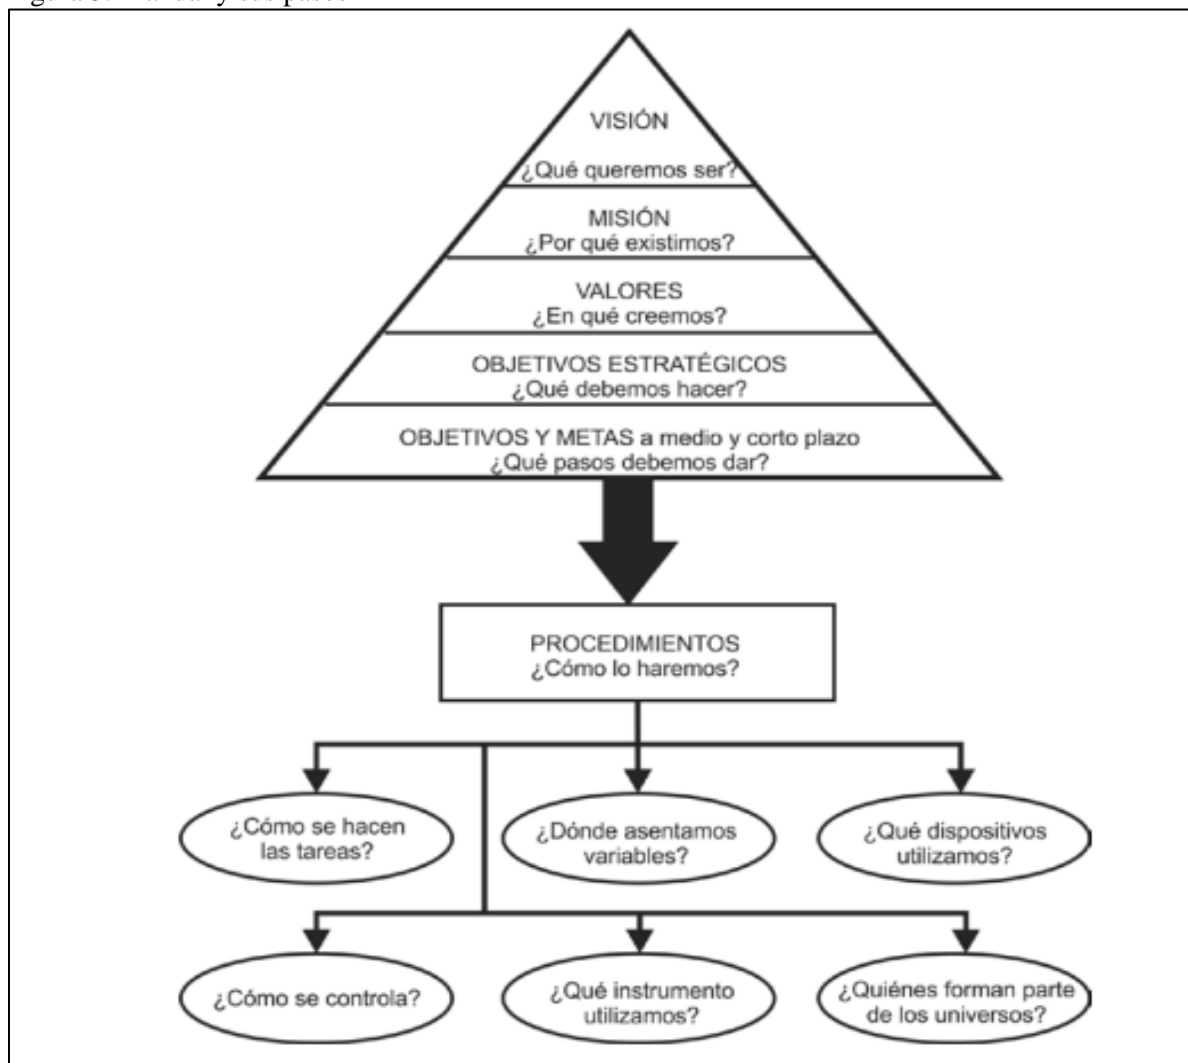 VISIÓN
¿Qué queremos ser?
MISIÓN
¿Por qué existimos?
VALORES
¿En qué creemos?
OBJETIVOS ESTRATÉGICOS
¿Qué debemos hacer?
OBJETIVOS Y METAS a medio y corto plazo
¿Qué pasos debemos dar?
PROCEDIMIENTOS
¿Cómo lo haremos?
¿Cómo se hacen
las tareas?
¿Dónde asentamos
variables?
¿Qué dispositivos
utilizamos?
¿Cómo se controla?
¿Qué instrumento
utilizamos?
¿Quiénes forman parte
de los universos?